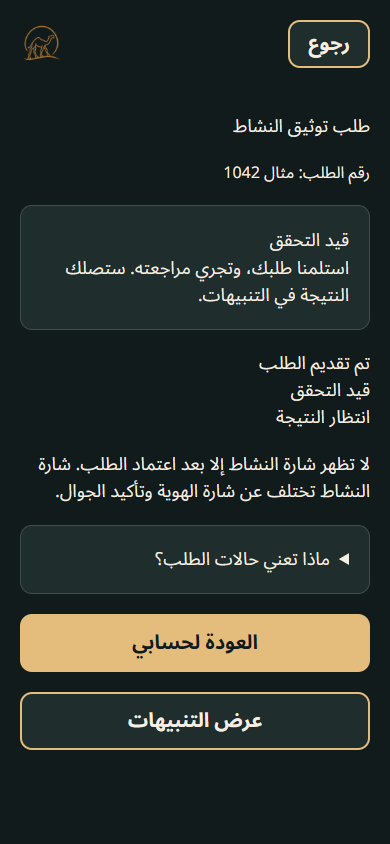 رجوع
طلب توثيق النشاط
رقم الطلب: مثال 1042
قيد التحقق
استلمنا طلبك، وتجري مراجعته. ستصلك
النتيجة في التنبيهات.
تم تقديم الطلب
قيد التحقق
انتظار النتيجة
لا تظهر شارة النشاط إلا بعد اعتماد الطلب. شارة
النشاط تختلف عن شارة الهوية وتأكيد الجوال.
ماذا تعني حالات الطلب؟
العودة لحسابي
عرض التنبيهات